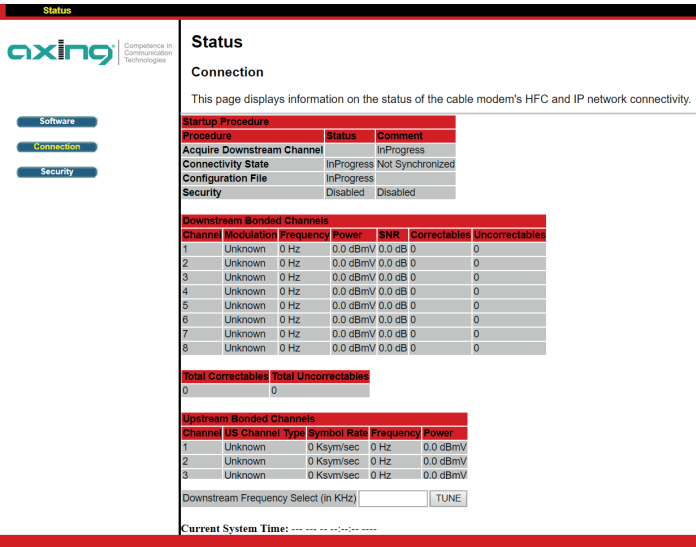 Status
axing
Competence in
Communication
Technologies
Software
Connection
Security
Status
Connection
This page displays information on the status of the cable modem's HFC and IP network connectivity.
Startup Procedure
Procedure Status Comment
Acquire Downstream Channel InProgress
Connectivity State InProgress Not Synchronized
Configuration File InProgress
Security Disabled Disabled
Downstream Bonded Channels
Channel Modulation Frequency Power SNR Correctables Uncorrectables
1 Unknown 0 Hz 0.0 dBmV 0.0 dB 0 0
2 Unknown 0 Hz 0.0 dBmV 0.0 dB 0 0
3 Unknown 0 Hz 0.0 dBmV 0.0 dB 0 0
4 Unknown 0 Hz 0.0 dBmV 0.0 dB 0 0
5 Unknown 0 Hz 0.0 dBmV 0.0 dB 0 0
6 Unknown 0 Hz 0.0 dBmV 0.0 dB 0 0
7 Unknown 0 Hz 0.0 dBmV 0.0 dB 0 0
8 Unknown 0 Hz 0.0 dBmV 0.0 dB 0 0
Total Correctables Total Uncorrectables
0 0
Upstream Bonded Channels
Channel US Channel Type Symbol Rate Frequency Power
1 Unknown 0 Ksym/sec 0 Hz 0.0 dBmV
2 Unknown 0 Ksym/sec 0 Hz 0.0 dBmV
3 Unknown 0 Ksym/sec 0 Hz 0.0 dBmV
Downstream Frequency Select (in KHz) TUNE
Current System Time: --- --- -- --:--:-- ----